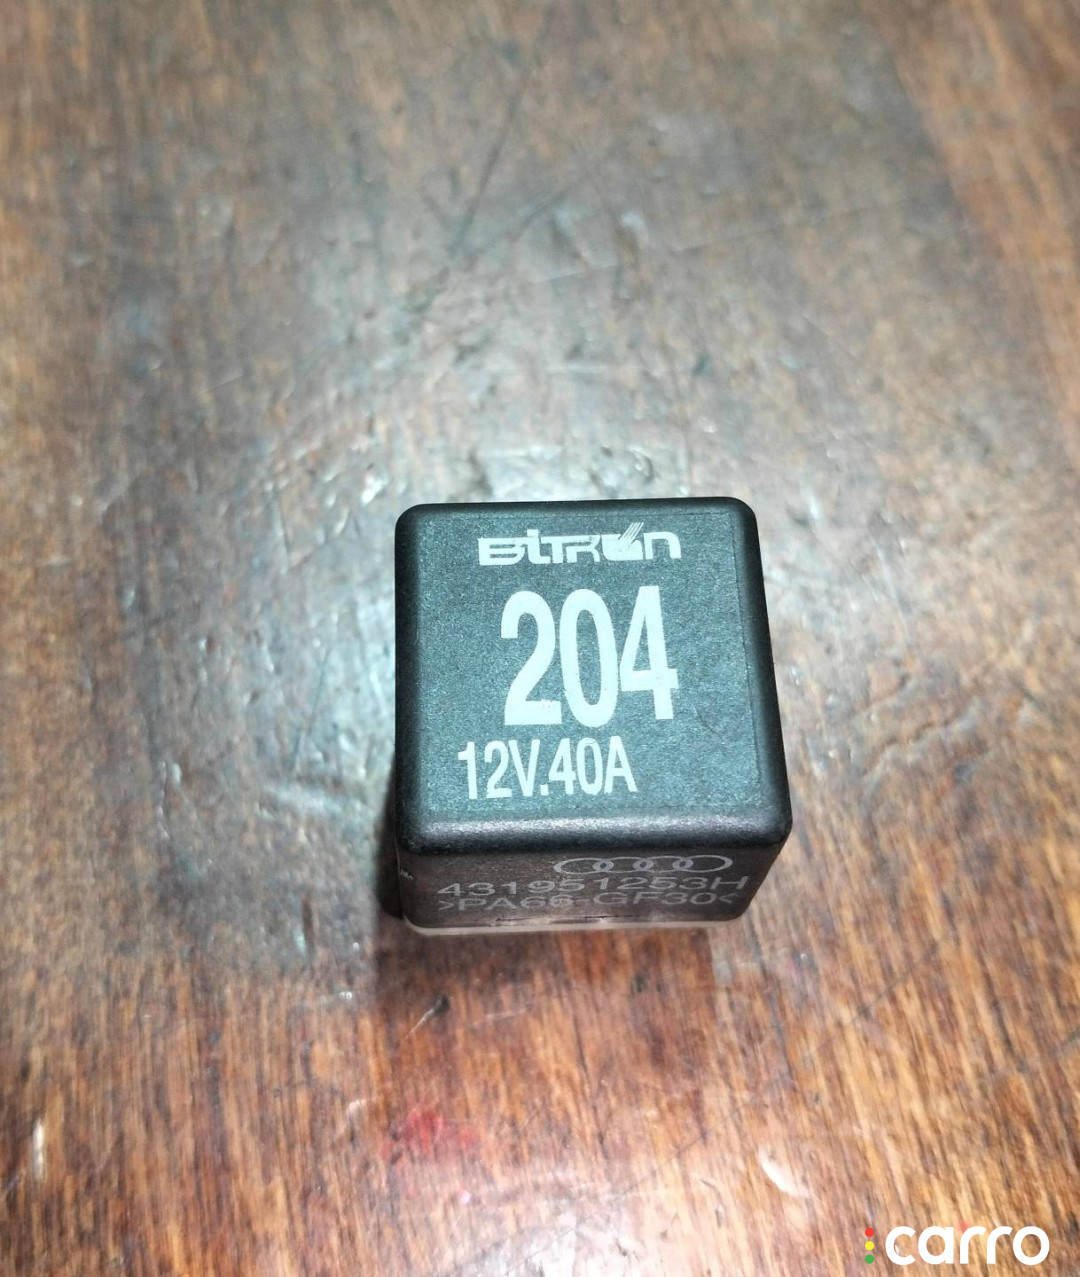 BITRON
204
12V.40A
431951253H
>PA66-GF30<
carro